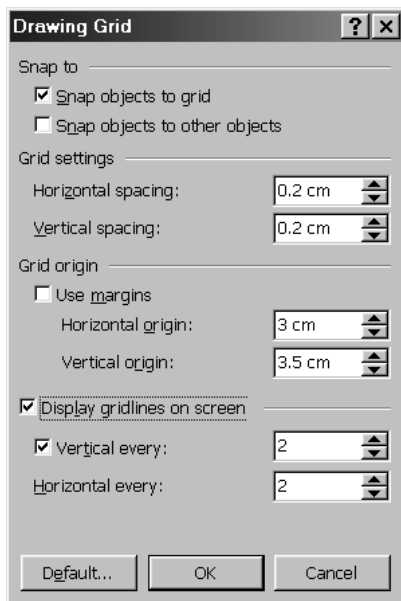 Drawing Grid ? ×
Snap to
Snap objects to grid
Snap objects to other objects
Grid settings
Horizontal spacing: 0.2 cm
Vertical spacing: 0.2 cm
Grid origin
Use margins
Horizontal origin: 3 cm
Vertical origin: 3.5 cm
Display gridlines on screen
Vertical every: 2
Horizontal every: 2
Default... OK Cancel